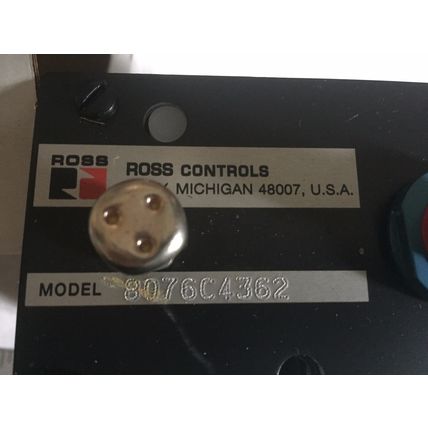 ROSS
ROSS CONTROLS
MICHIGAN 48007, U.S.A.
MODEL 8076C4362